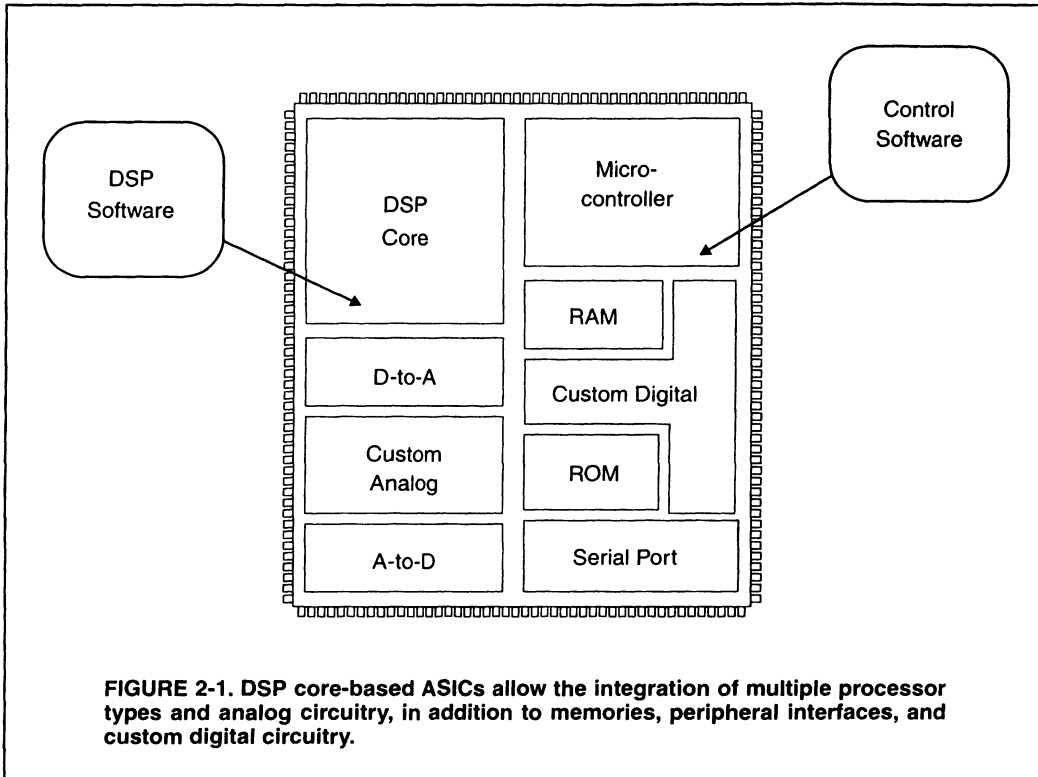 DSP
Software
Control
Software
DSP
Core
Micro-
controller
RAM
D-to-A
Custom Digital
Custom
Analog
ROM
A-to-D
Serial Port
FIGURE 2-1. DSP core-based ASICs allow the integration of multiple processor
types and analog circuitry, in addition to memories, peripheral interfaces, and
custom digital circuitry.